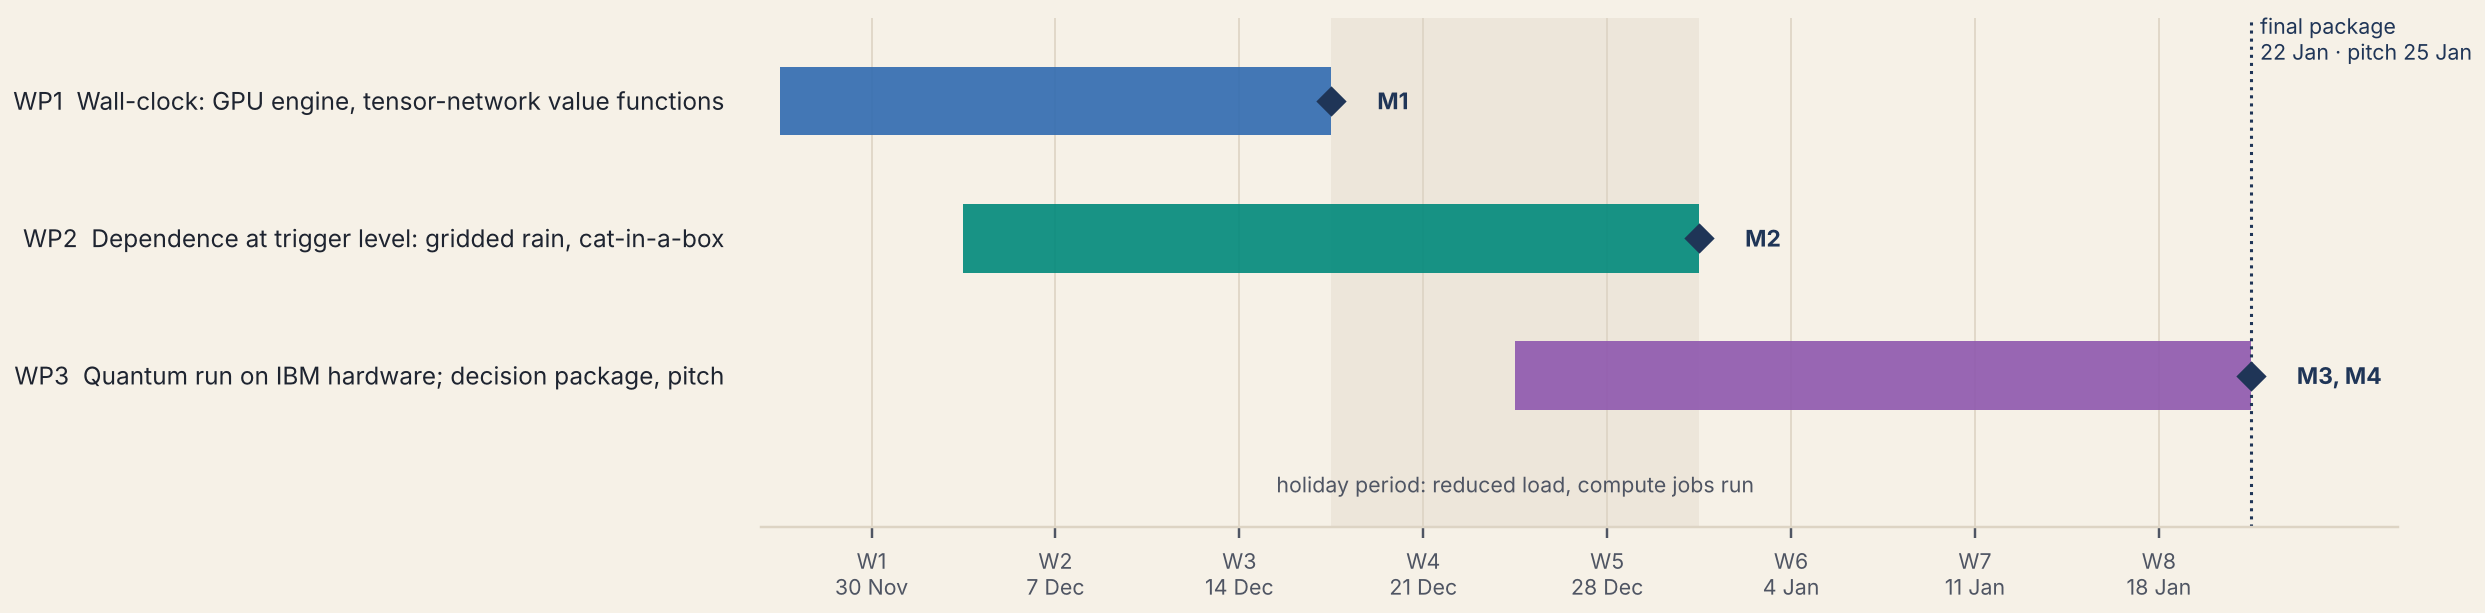 final package
22 Jan · pitch 25 Jan
WP1 Wall-clock: GPU engine, tensor-network value functions
M1
WP2 Dependence at trigger level: gridded rain, cat-in-a-box
M2
WP3 Quantum run on IBM hardware; decision package, pitch
M3, M4
holiday period: reduced load, compute jobs run
W1 W2 W3 W4 W5 W6 W7 W8
30 Nov 7 Dec 14 Dec 21 Dec 28 Dec 4 Jan 11 Jan 18 Jan